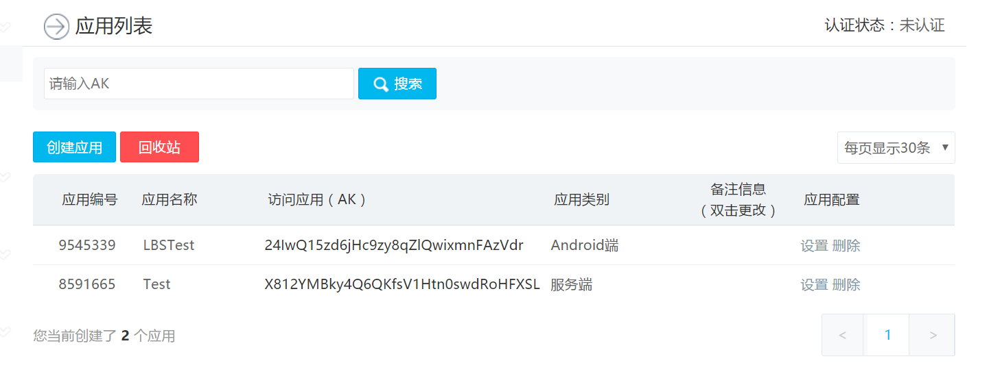 应用列表
认证状态：未认证
请输入AK
搜索
创建应用 回收站
每页显示30条
应用编号 应用名称 访问应用（AK） 应用类别 备注信息（双击更改） 应用配置
9545339 LBSTest 24IwQ15zd6jHc9zy8qZlQwixmnFAzVdr Android端 设置 删除
8591665 Test X812YMBky4Q6QKfsV1Htn0swdRoHFXSL 服务端 设置 删除
您当前创建了 2 个应用
< 1 >